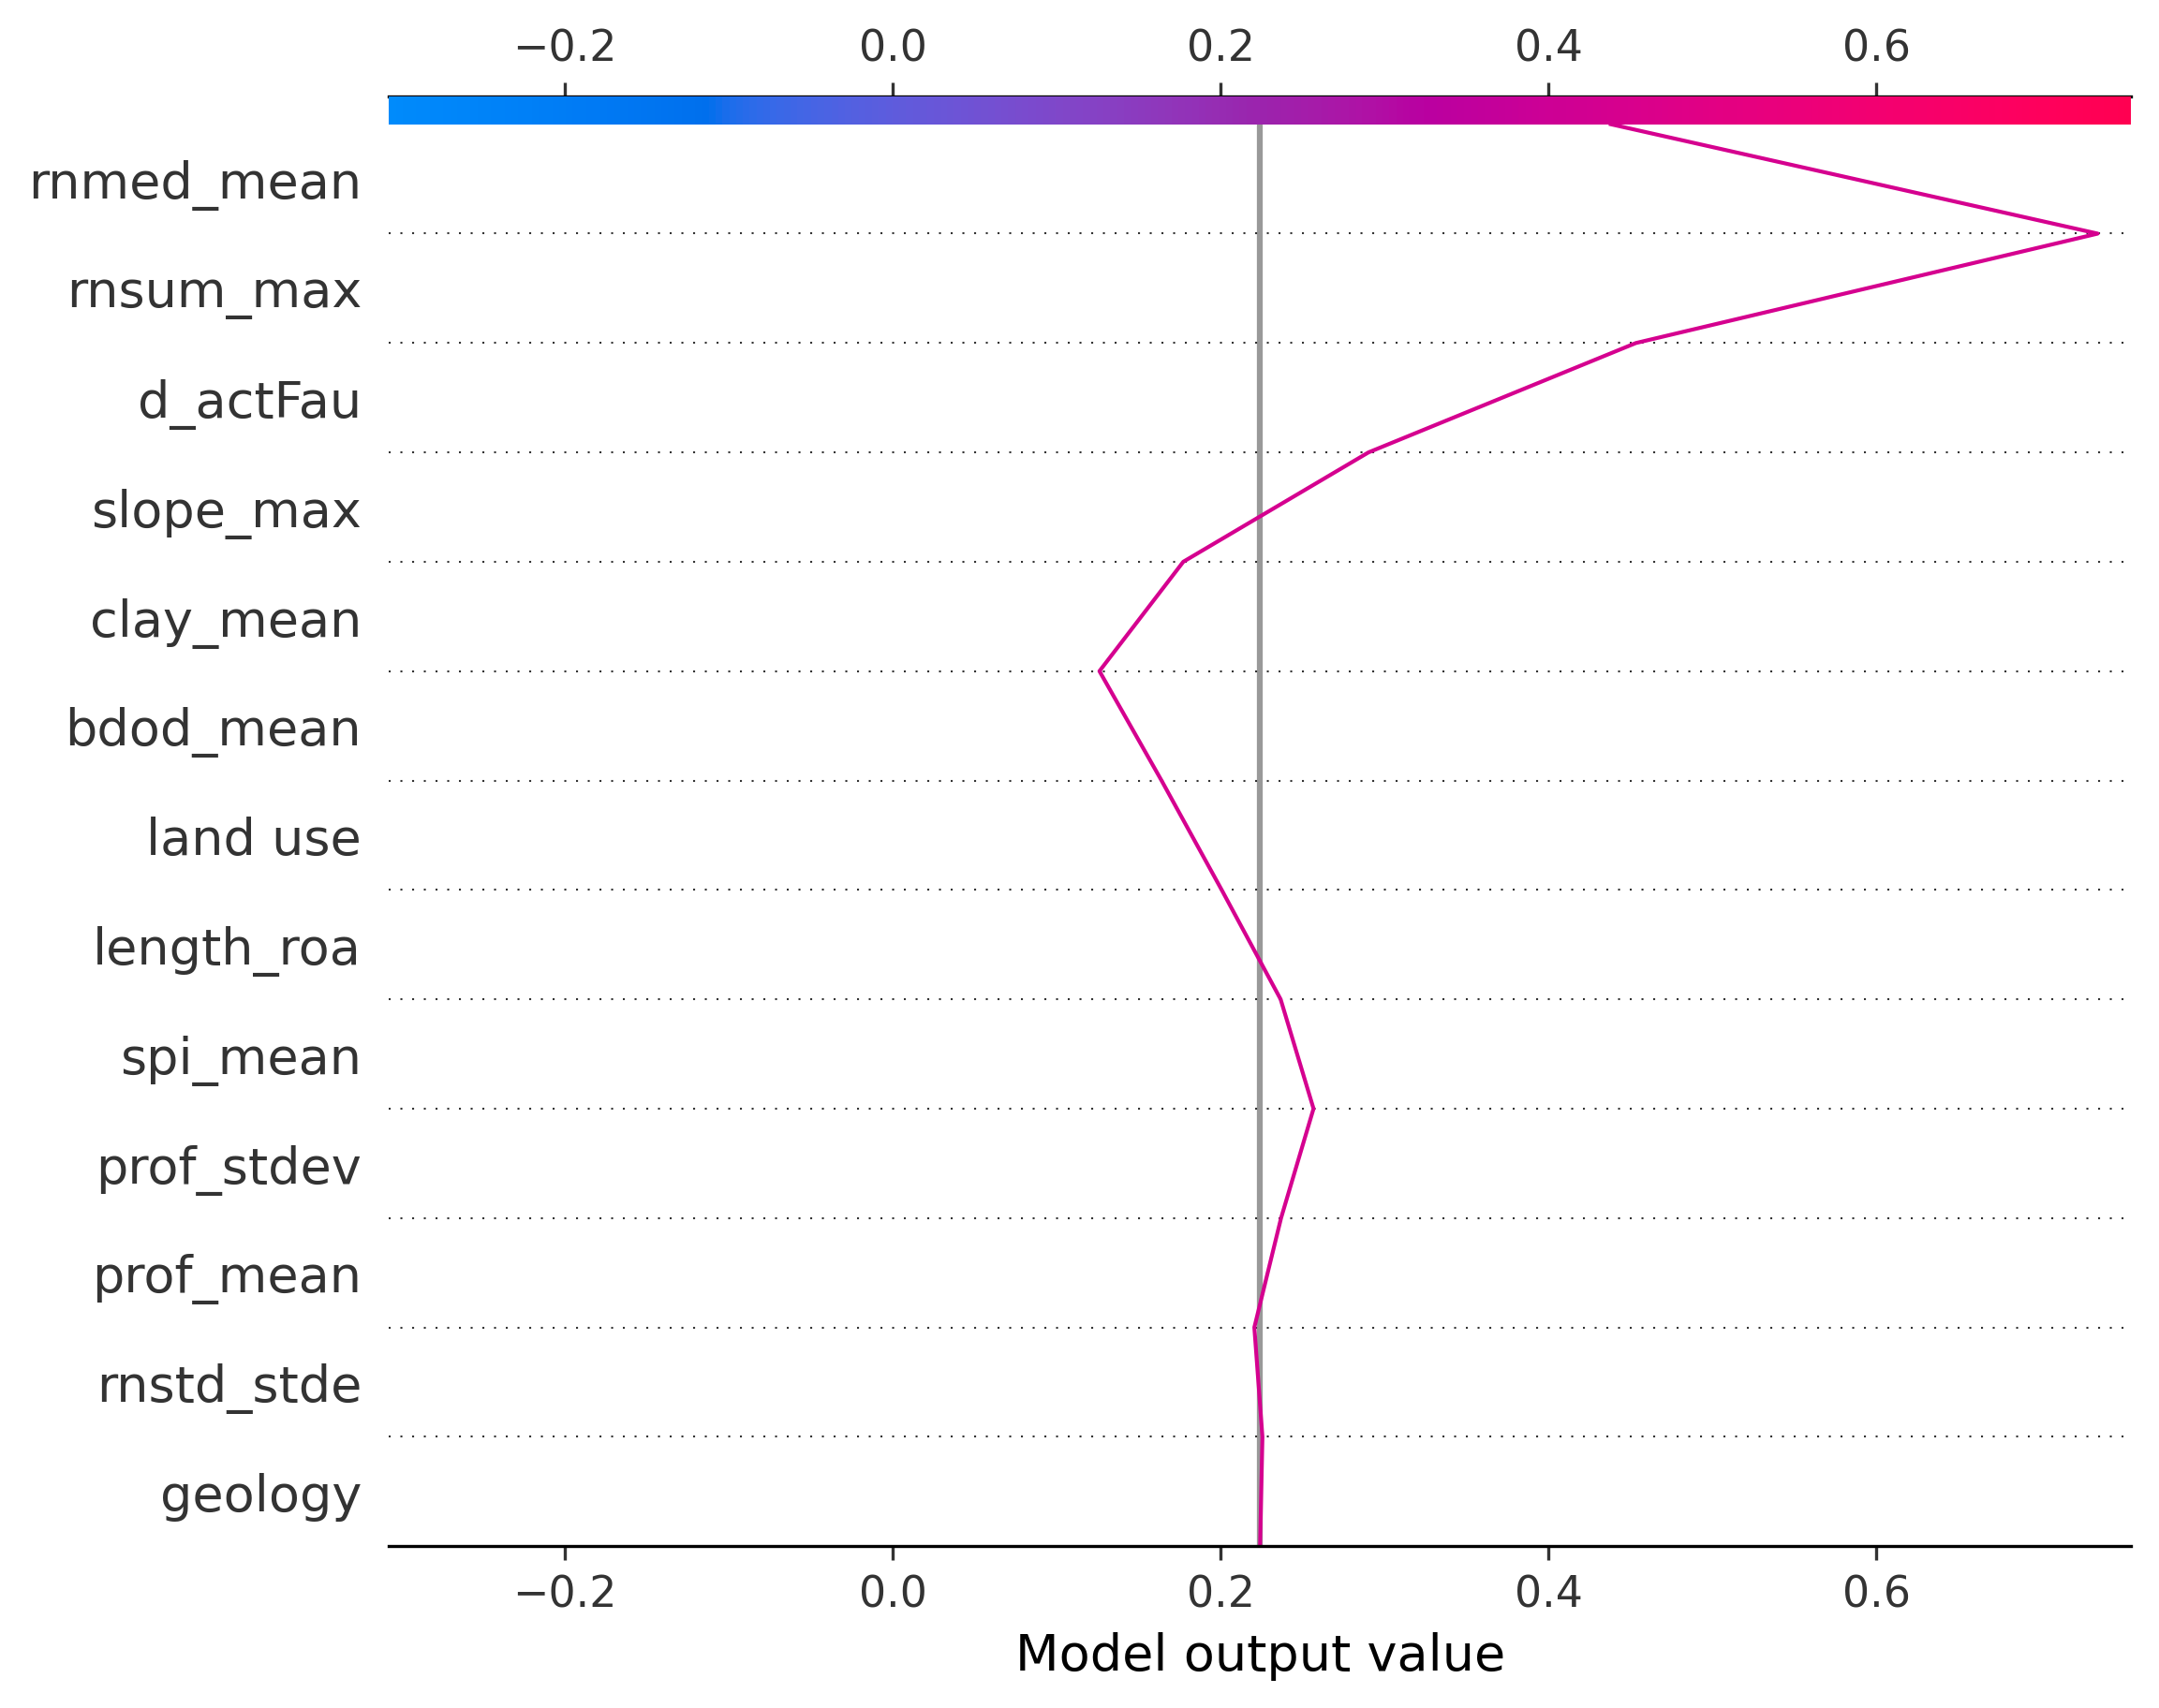 −0.2 0.0 0.2 0.4 0.6
rnmed_mean
rnsum_max
d_actFau
slope_max
clay_mean
bdod_mean
land use
length_roa
spi_mean
prof_stdev
prof_mean
rnstd_stde
geology
−0.2 0.0 0.2 0.4 0.6
Model output value